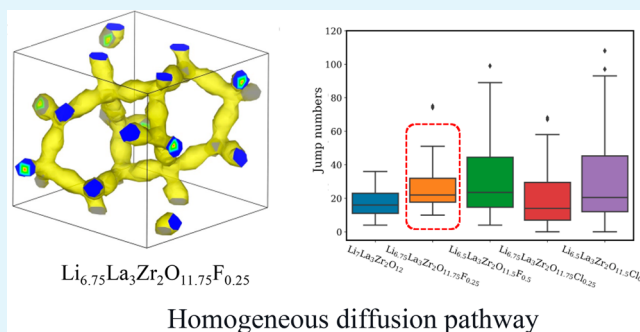 Li6.75La3Zr2O11.75F0.25
Jump numbers
120
100
80
60
40
20
0
Li7La3Zr2O12
Li6.75La3Zr2O11.75F0.25
Li6.5La3Zr2O11.5F0.5
Li6.75La3Zr2O11.75Cl0.25
Li6.5La3Zr2O11.5Cl0
Homogeneous diffusion pathway